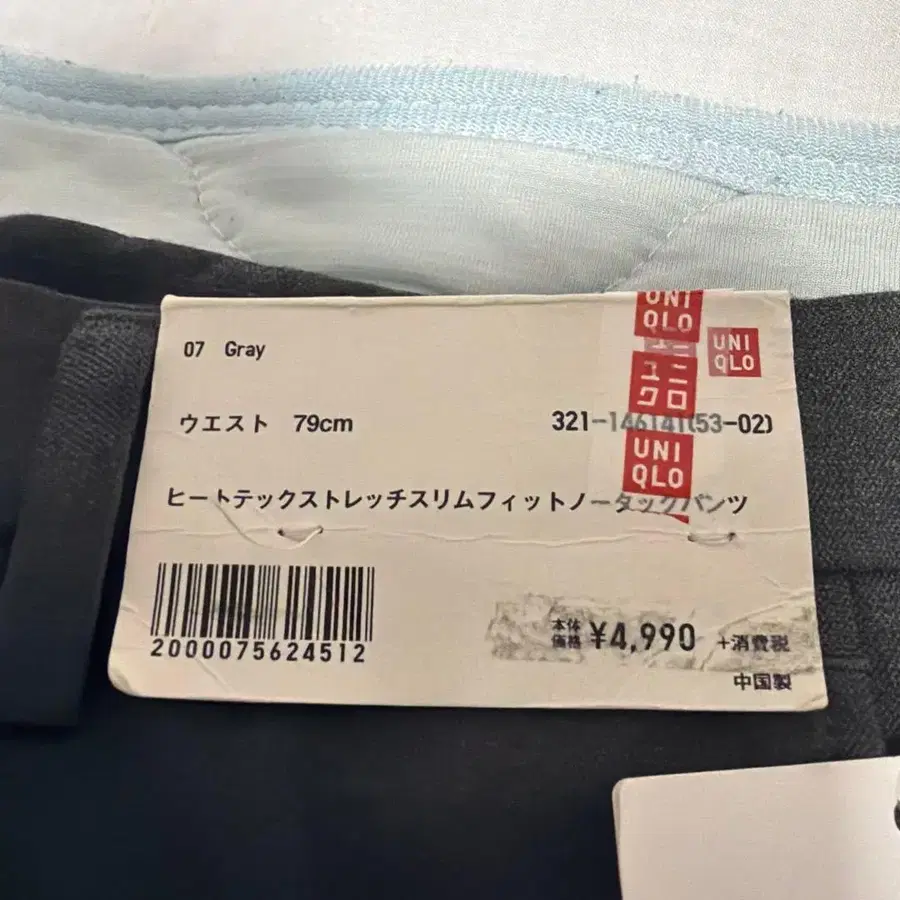 07 Gray
UNI
QLO
ユニ
クロ
UNI
QLO
UNI
QLO
ウエスト 79cm
321-146141(53-02)
ヒートテックストレッチスリムフィットノータックパンツ
2000075624512
本体
価格 ¥4,990 +消費税
中国製